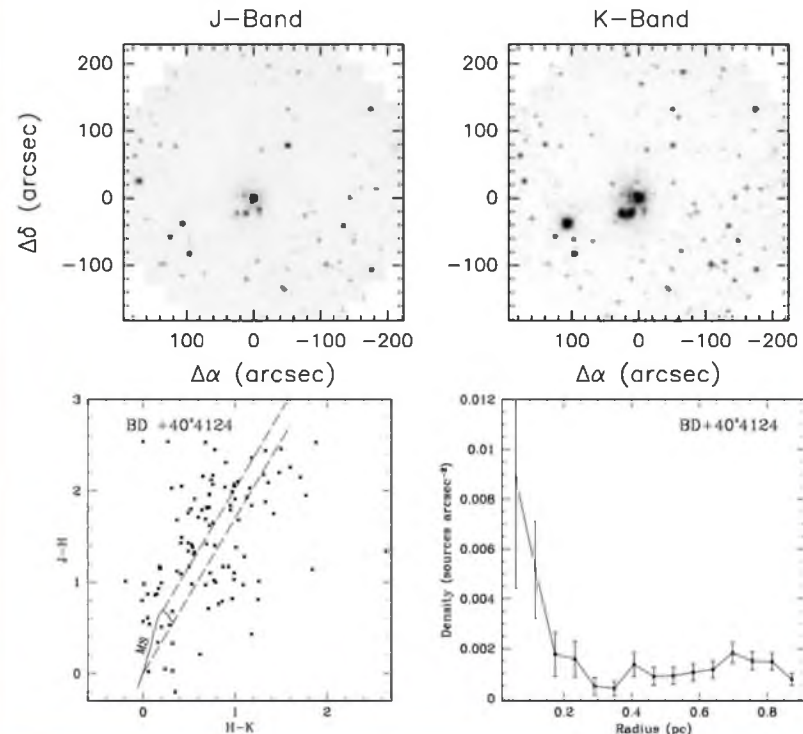 J-Band
K-Band
Δδ (arcsec)
200
100
0
−100
200
100
0
−100
100 0 −100 −200
100 0 −100 −200
Δα (arcsec)
Δα (arcsec)
BD +40°4124
J-H
3
2
1
0
MS
0 1 2
H-K
BD+40°4124
Density (sources arcsec⁻²)
0.012
0.01
0.008
0.006
0.004
0.002
0
0.2 0.4 0.6 0.8
Radius (pc)